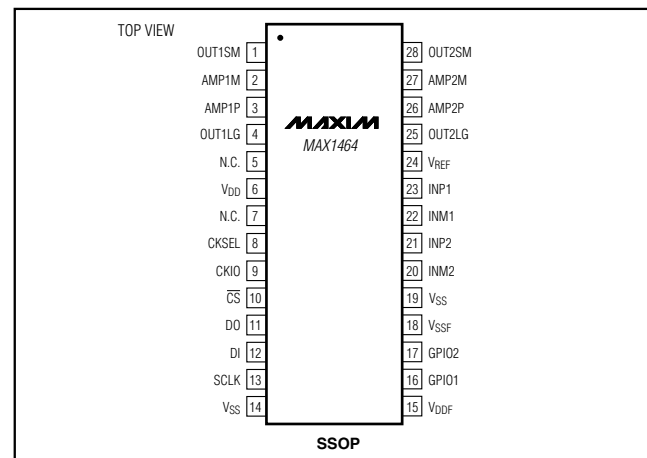 TOP VIEW
OUT1SM 1
AMP1M 2
AMP1P 3
OUT1LG 4
N.C. 5
VDD 6
N.C. 7
CKSEL 8
CKIO 9
C̅S̅ 10
DO 11
DI 12
SCLK 13
VSS 14
MAXIM
MAX1464
28 OUT2SM
27 AMP2M
26 AMP2P
25 OUT2LG
24 VREF
23 INP1
22 INM1
21 INP2
20 INM2
19 VSS
18 VSSF
17 GPIO2
16 GPIO1
15 VDDF
SSOP